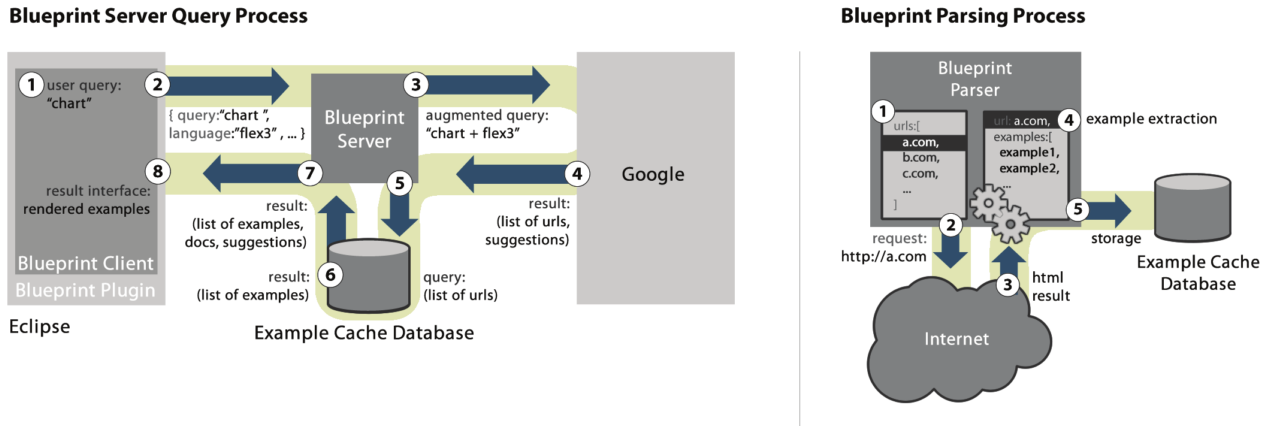 Blueprint Server Query Process
1 user query:
"chart"
2
{ query:"chart ",
language:"flex3" , ... }
Blueprint
Server
3
augmented query:
"chart + flex3"
Google
4
result:
(list of urls,
suggestions)
5
query:
(list of urls)
6
result:
(list of examples)
Example Cache Database
7
result:
(list of examples,
docs, suggestions)
8
result interface:
rendered examples
Blueprint Client
Blueprint Plugin
Eclipse
Blueprint Parsing Process
Blueprint
Parser
1
urls:[
a.com,
b.com,
c.com,
...
]
2
request:
http://a.com
Internet
3
html
result
url: a.com,
examples:[
example1,
example2,
...
4 example extraction
5
storage
Example Cache
Database